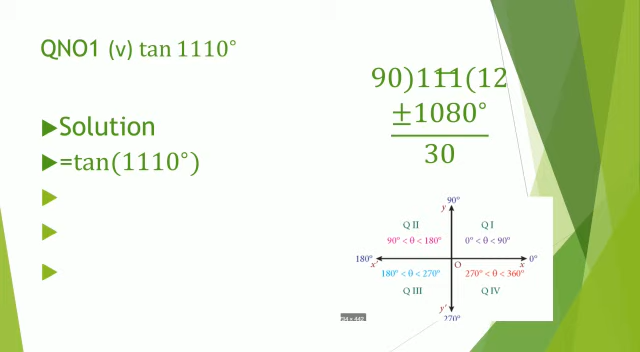 QNO1 (v) tan 1110°
Solution
=tan(1110°)
90)111(12
±1080°
30
90°
y
Q II
Q I
90° < θ < 180°
0° < θ < 90°
180°
0°
x'
O
x
180° < θ < 270°
270° < θ < 360°
Q III
Q IV
y'
270°